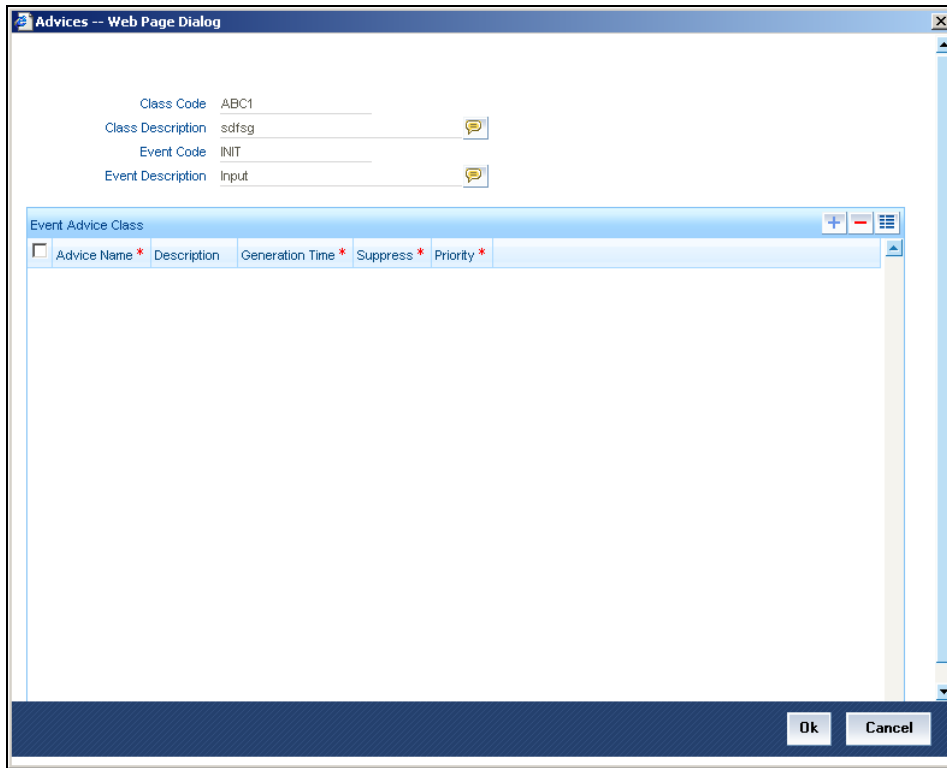 Advices -- Web Page Dialog
Class Code ABC1
Class Description sdfsg
Event Code INIT
Event Description Input
Event Advice Class
Advice Name * Description Generation Time * Suppress * Priority *
Ok Cancel